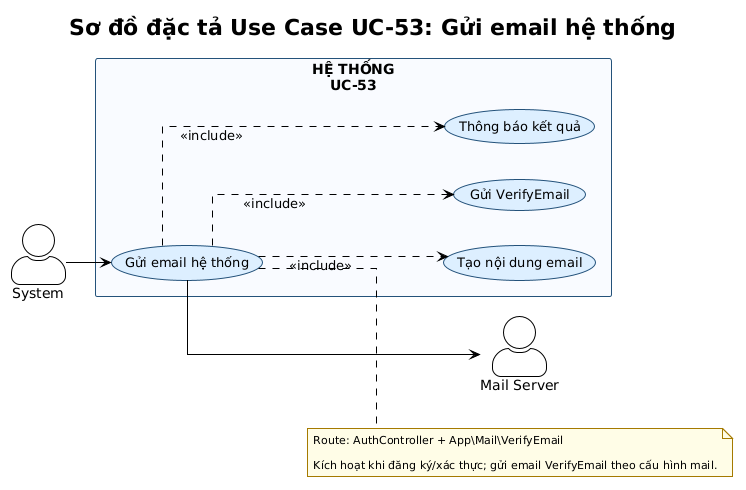 Sơ đồ đặc tả Use Case UC-53: Gửi email hệ thống
HỆ THỐNG
UC-53
Thông báo kết quả
«include»
Gửi VerifyEmail
«include»
Gửi email hệ thống
«include»
Tạo nội dung email
System
Mail Server
Route: AuthController + App\Mail\VerifyEmail
Kích hoạt khi đăng ký/xác thực; gửi email VerifyEmail theo cấu hình mail.